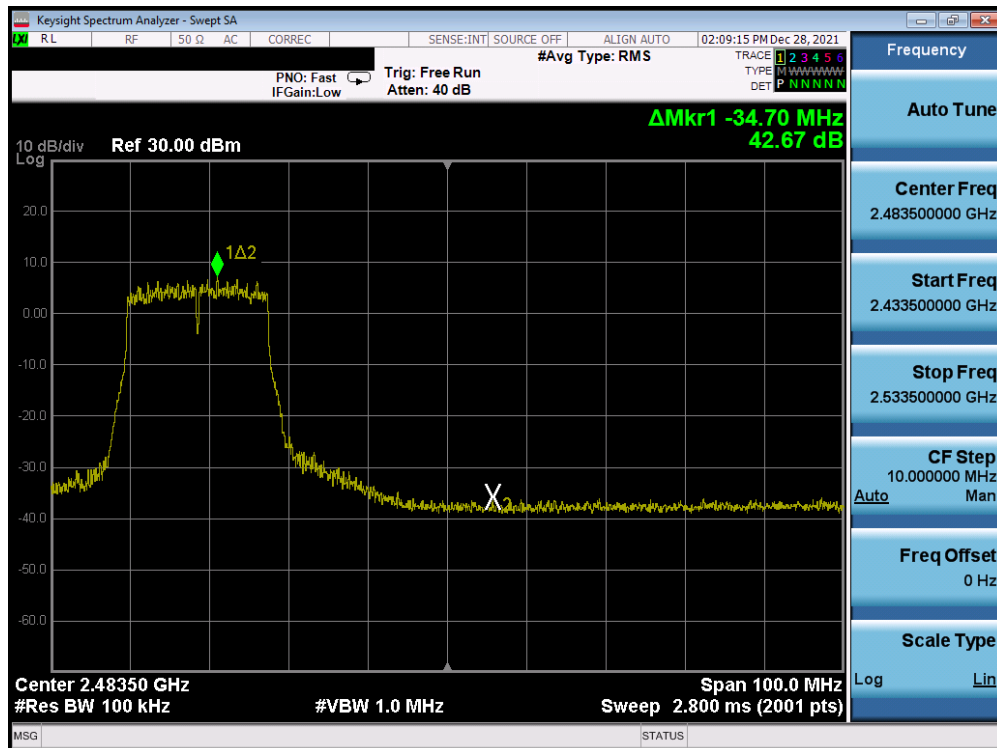 Keysight Spectrum Analyzer - Swept SA
LXI RL RF 50 Ω AC CORREC SENSE:INT SOURCE OFF ALIGN AUTO 02:09:15 PM Dec 28, 2021
PNO: Fast
IFGain:Low
Trig: Free Run
Atten: 40 dB
#Avg Type: RMS
TRACE 1 2 3 4 5 6
TYPE M WWWWW
DET P N N N N N
ΔMkr1 -34.70 MHz
42.67 dB
10 dB/div Ref 30.00 dBm
Log
20.0
10.0
0.00
-10.0
-20.0
-30.0
-40.0
-50.0
-60.0
1Δ2
X2
Center 2.48350 GHz Span 100.0 MHz
#Res BW 100 kHz #VBW 1.0 MHz Sweep 2.800 ms (2001 pts)
MSG STATUS
Frequency
Auto Tune
Center Freq
2.483500000 GHz
Start Freq
2.433500000 GHz
Stop Freq
2.533500000 GHz
CF Step
10.000000 MHz
Auto Man
Freq Offset
0 Hz
Scale Type
Log Lin